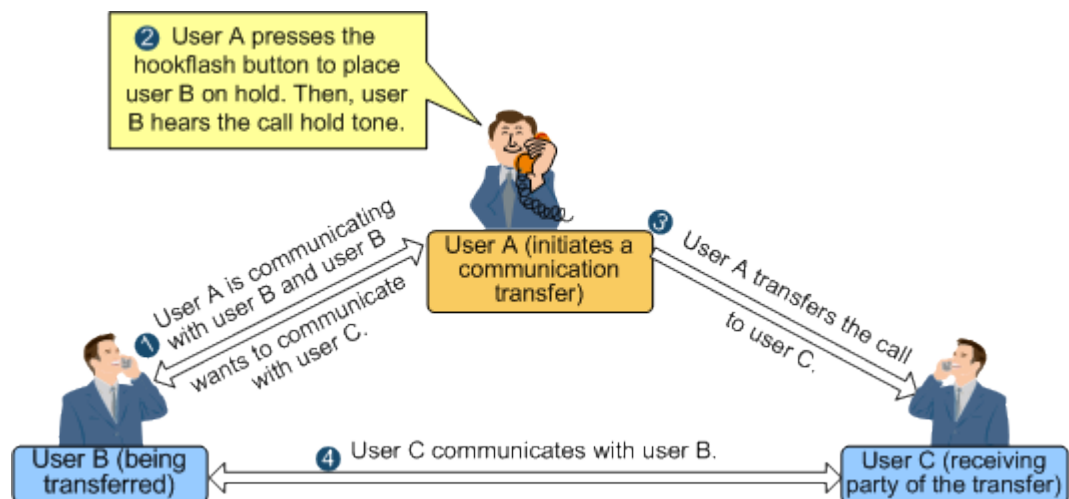 2 User A presses the
hookflash button to place
user B on hold. Then, user
B hears the call hold tone.
User A (initiates a
communication
transfer)
1 User A is communicating
with user B and user B
wants to communicate
with user C.
3 User A transfers the call
to user C.
4 User C communicates with user B.
User B (being
transferred)
User C (receiving
party of the transfer)